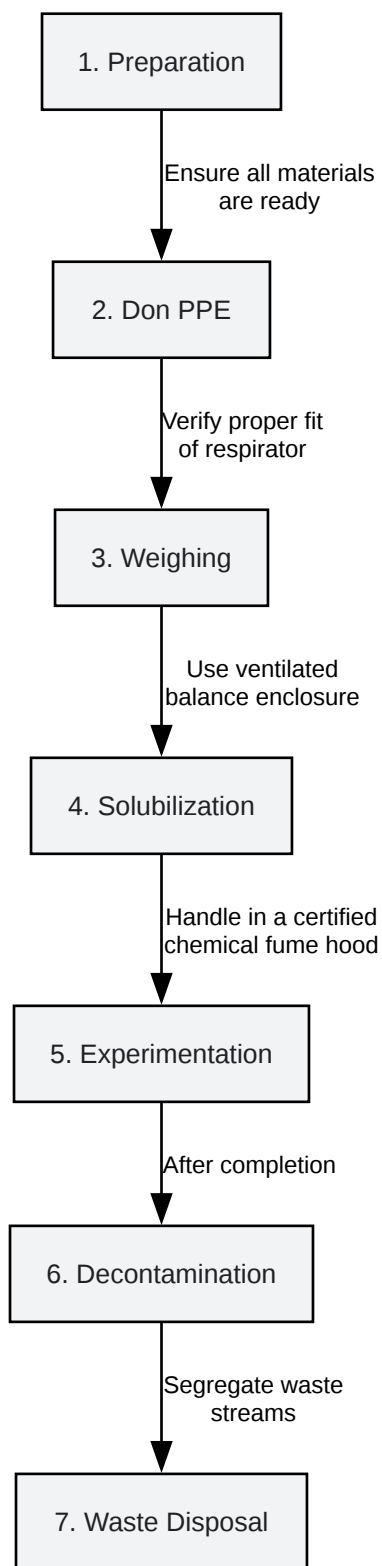 1. Preparation
Ensure all materials
are ready
2. Don PPE
Verify proper fit
of respirator
3. Weighing
Use ventilated
balance enclosure
4. Solubilization
Handle in a certified
chemical fume hood
5. Experimentation
After completion
6. Decontamination
Segregate waste
streams
7. Waste Disposal